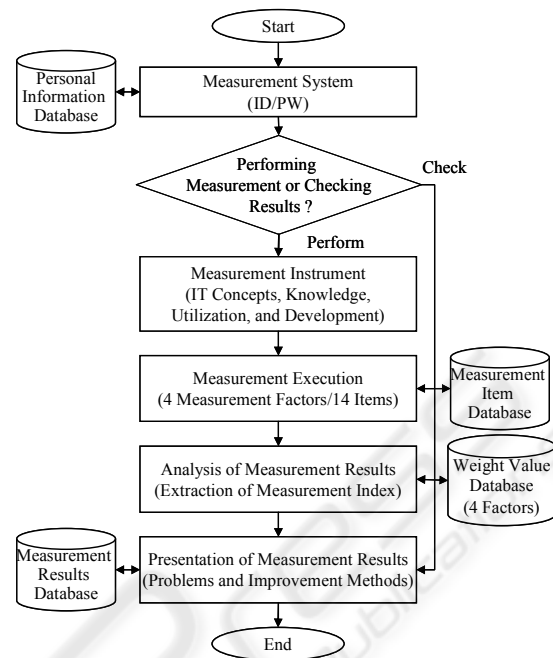 Start
Personal
Information
Database
Measurement System
(ID/PW)
Performing
Measurement or Checking
Results ?
Check
Perform
Measurement Instrument
(IT Concepts, Knowledge,
Utilization, and Development)
Measurement Execution
(4 Measurement Factors/14 Items)
Measurement
Item
Database
Analysis of Measurement Results
(Extraction of Measurement Index)
Weight Value
Database
(4 Factors)
Measurement
Results
Database
Presentation of Measurement Results
(Problems and Improvement Methods)
End